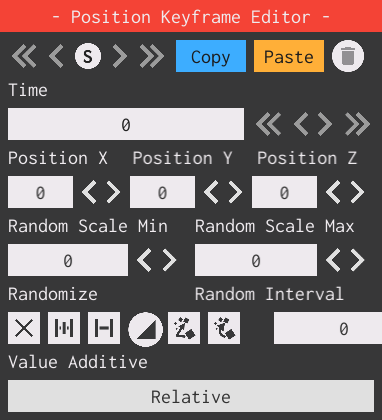 - Position Keyframe Editor -
S Copy Paste
Time
0
Position X Position Y Position Z
0 0 0
Random Scale Min Random Scale Max
0 0
Randomize Random Interval
0
Value Additive
Relative